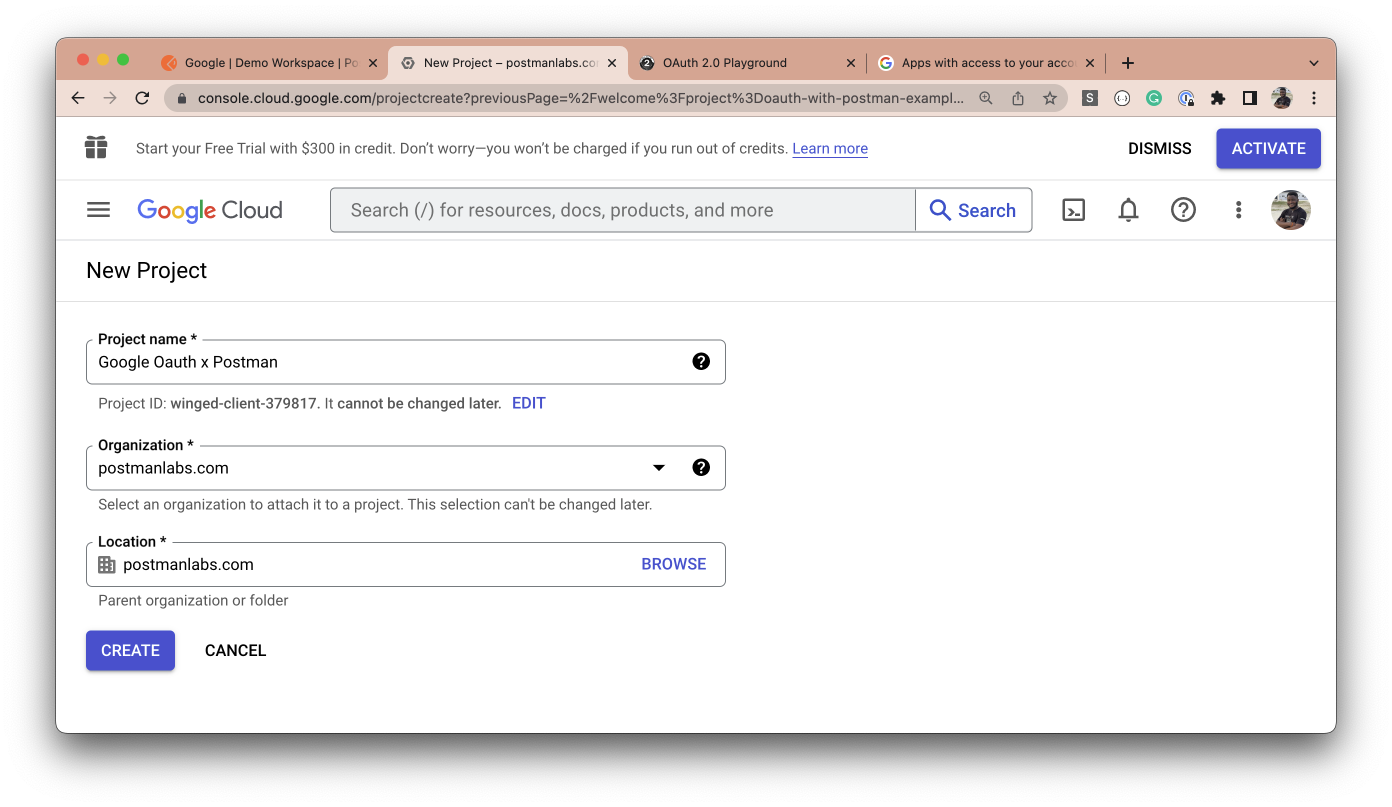 Google | Demo Workspace | Po
New Project – postmanlabs.co
OAuth 2.0 Playground
Apps with access to your acco
console.cloud.google.com/projectcreate?previousPage=%2Fwelcome%3Fproject%3Doauth-with-postman-exampl...
Start your Free Trial with $300 in credit. Don’t worry—you won’t be charged if you run out of credits. Learn more
DISMISS
ACTIVATE
Google Cloud
Search (/) for resources, docs, products, and more
Search
New Project
Project name *
Google Oauth x Postman
Project ID: winged-client-379817. It cannot be changed later. EDIT
Organization *
postmanlabs.com
Select an organization to attach it to a project. This selection can't be changed later.
Location *
postmanlabs.com
BROWSE
Parent organization or folder
CREATE
CANCEL